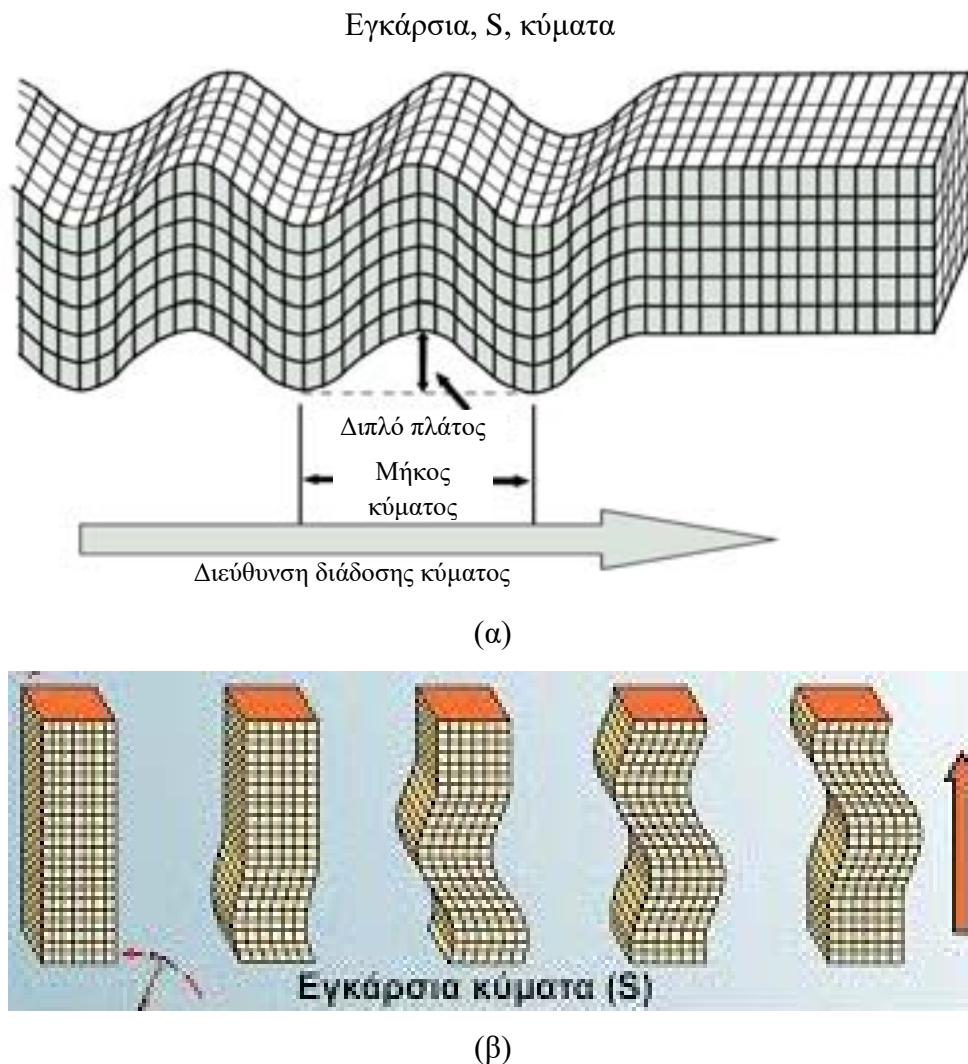 Εγκάρσια, S, κύματα
Διπλό πλάτος
Μήκος
κύματος
Διεύθυνση διάδοσης κύματος
(α)
Εγκάρσια κύματα (S)
(β)